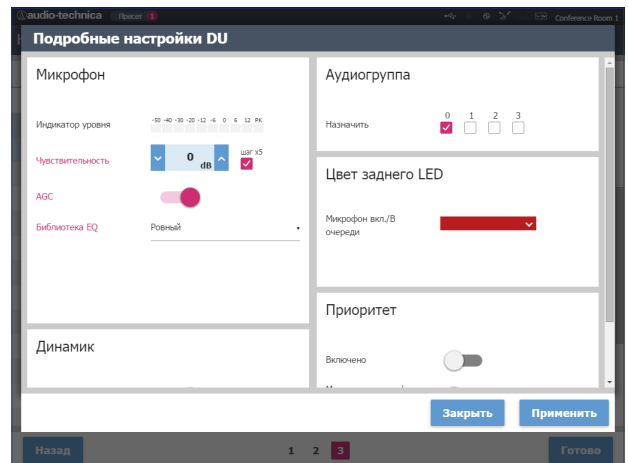 audio-technica Пресет 1 Conference Room 1
Подробные настройки DU
Микрофон
Индикатор уровня
-50 -40 -30 -20 -12 -6 0 6 12 PK
Чувствительность
0 dB
шаг x5
AGC
Библиотека EQ
Ровный
Динамик
Аудиогруппа
0 1 2 3
Назначить
Цвет заднего LED
Микрофон вкл./В
очереди
Приоритет
Включено
Закрыть
Применить
Назад
1 2 3
Готово